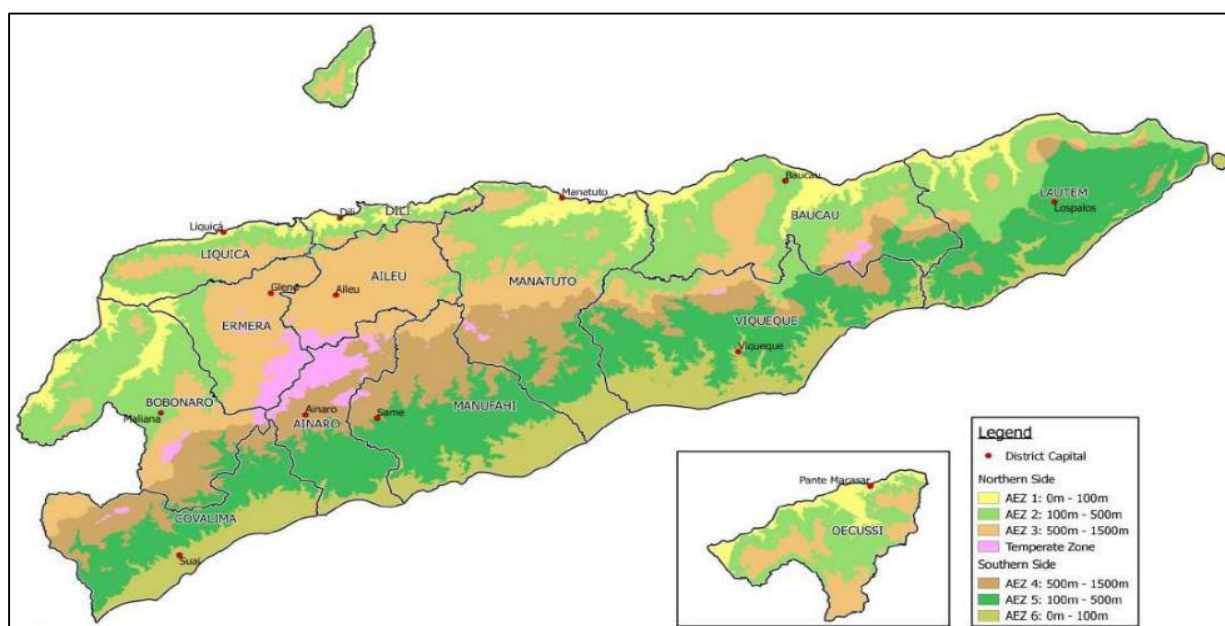 Baucau
Manatuto
LAUTEM
Lospalos
Dili
DILI
BAUCAU
Liquiçá
LIQUICA
AILEU
MANATUTO
Gleno
Aileu
ERMERA
VIQUEQUE
Viqueque
BOBONARO
Maliana
Ainaro
AINARO
Same
MANUFAHI
COVALIMA
Suai
Pante Macasar
OECUSSI
Legend
District Capital
Northern Side
AEZ 1: 0m - 100m
AEZ 2: 100m - 500m
AEZ 3: 500m - 1500m
Temperate Zone
Southern Side
AEZ 4: 500m - 1500m
AEZ 5: 100m - 500m
AEZ 6: 0m - 100m